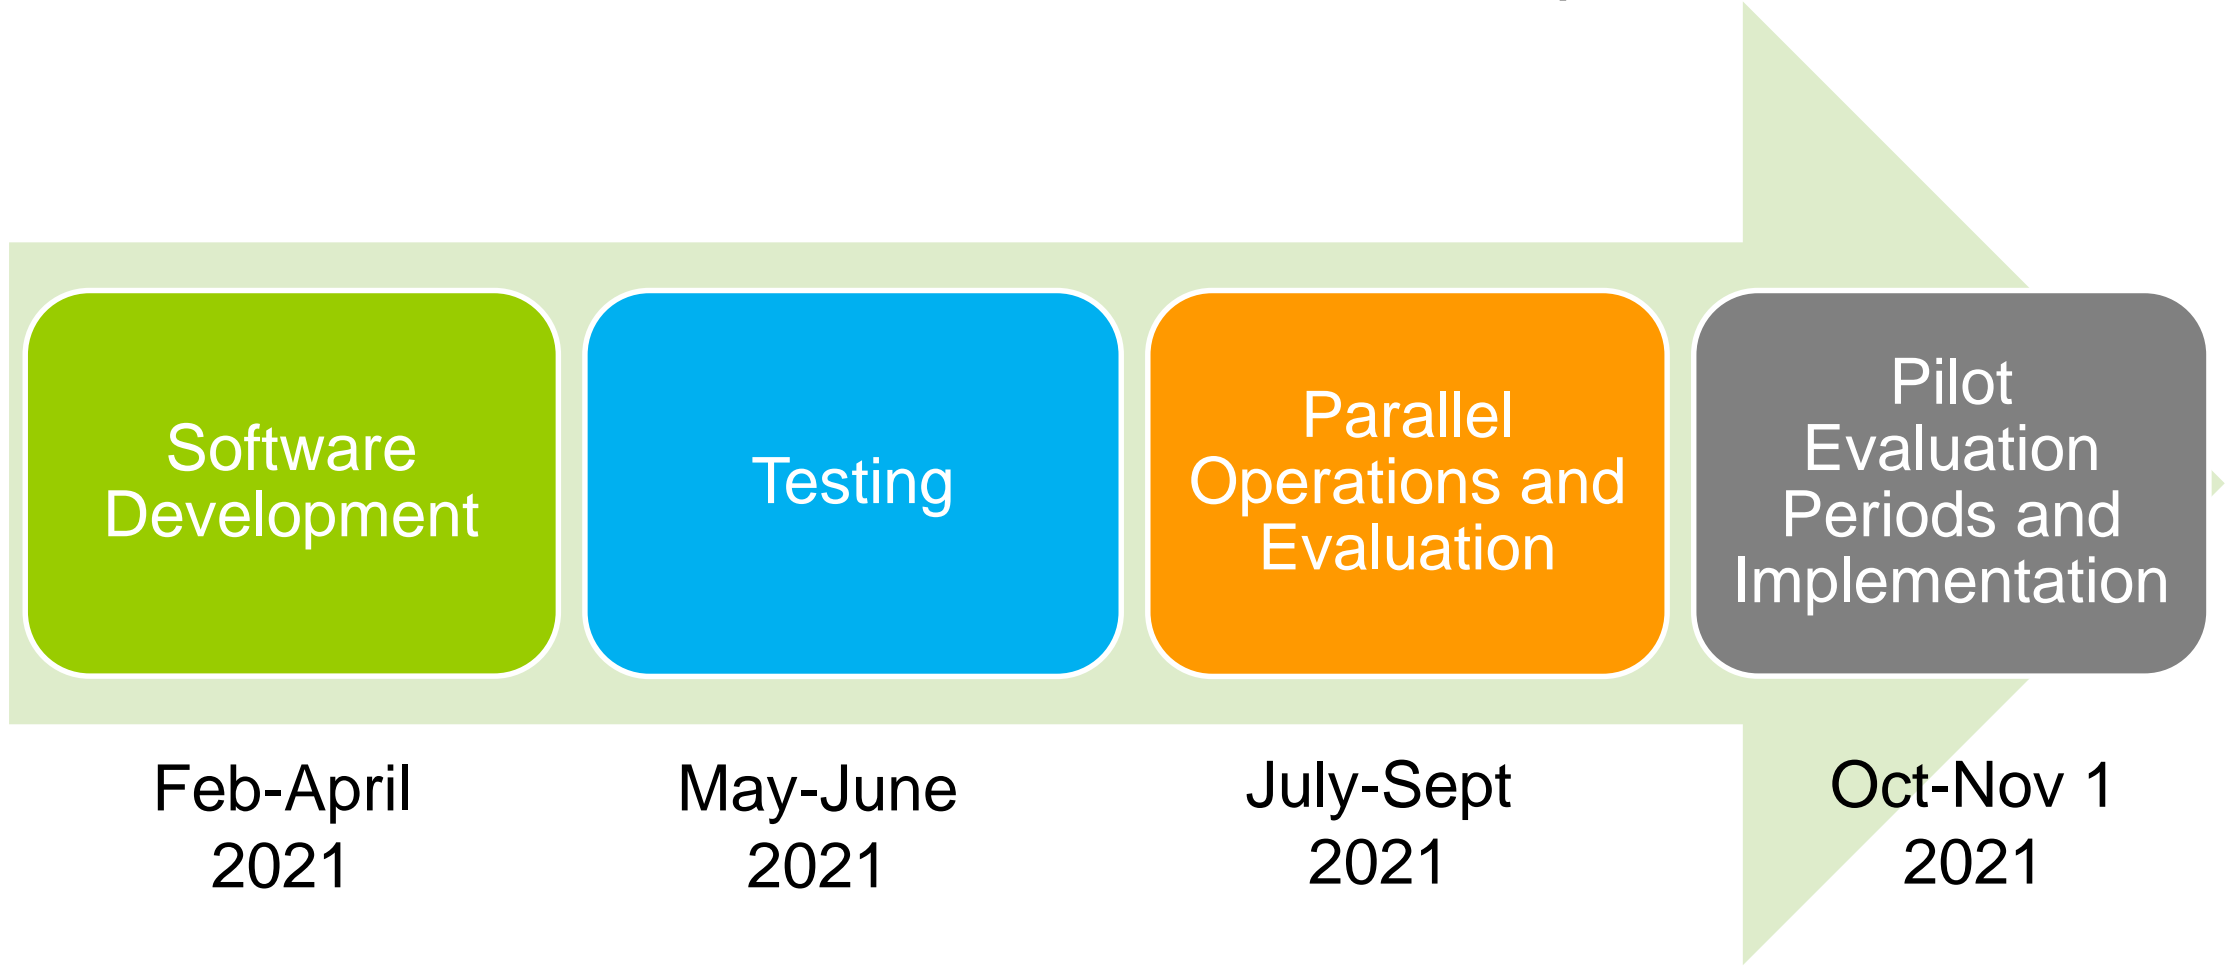 Software
Development
Testing
Parallel
Operations and
Evaluation
Pilot
Evaluation
Periods and
Implementation
Feb-April
2021
May-June
2021
July-Sept
2021
Oct-Nov 1
2021